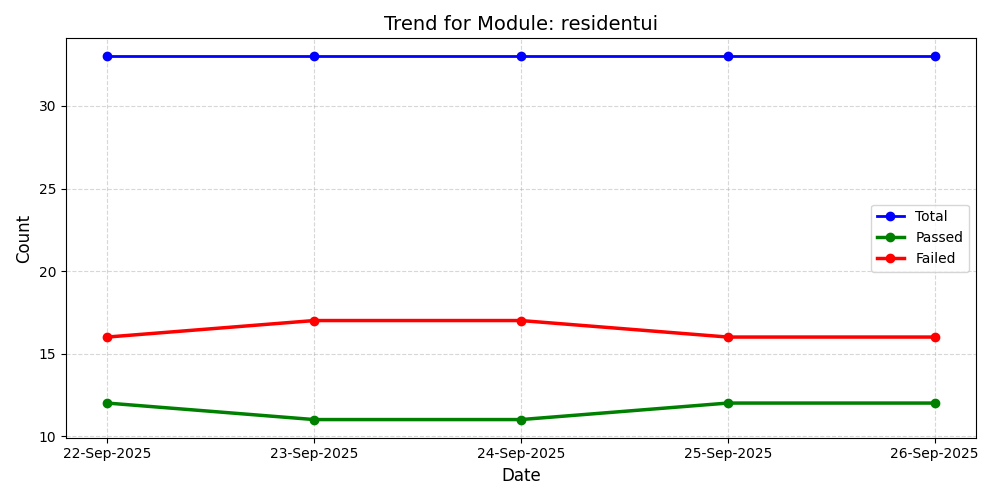 Trend for Module: residentui
Count
30
25
20
15
10
Total
Passed
Failed
22-Sep-2025
23-Sep-2025
24-Sep-2025
25-Sep-2025
26-Sep-2025
Date